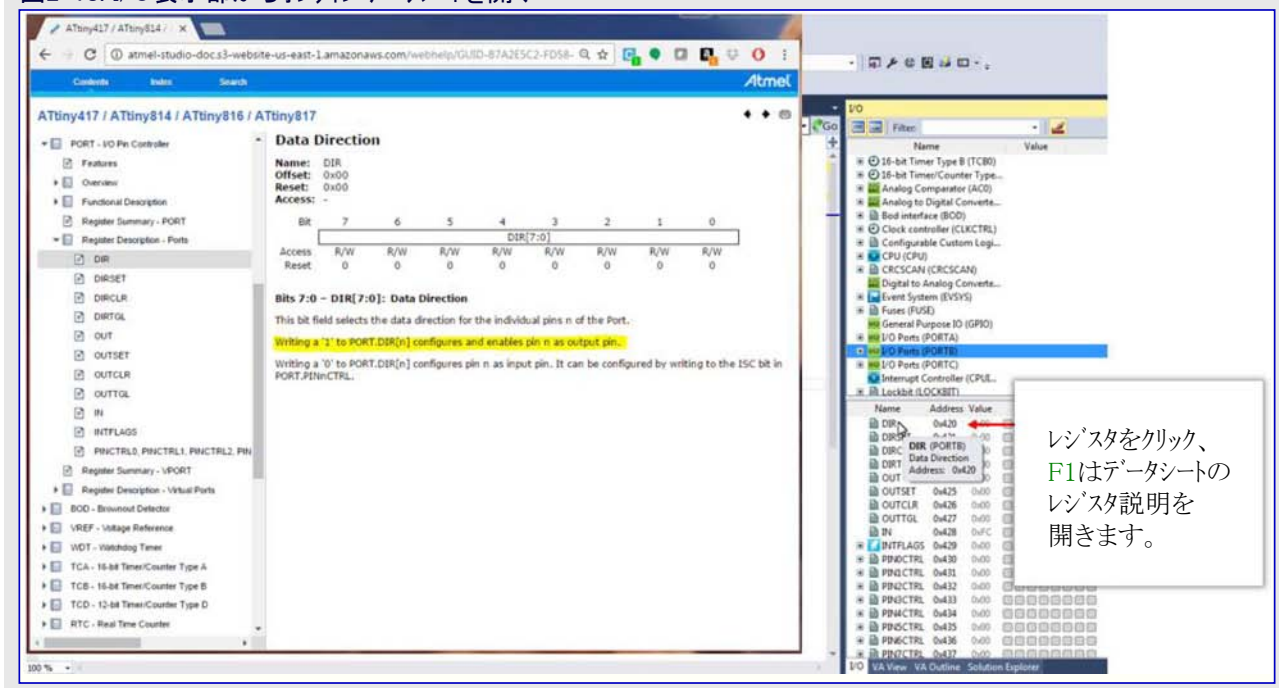 ATtiny417 / ATtiny814 /
atmel-studio-doc.s3-website-us-east-1.amazonaws.com/webhelp/GUID-87A2E5C2-FD58-
Contents Index Search Atmel
ATtiny417 / ATtiny814 / ATtiny816 / ATtiny817
PORT - I/O Pin Controller
Features
Overview
Functional Description
Register Summary - PORT
Register Description - Ports
DIR
DIRSET
DIRCLR
DIRTGL
OUT
OUTSET
OUTCLR
OUTTGL
IN
INTFLAGS
PINCTRL0, PINCTRL1, PINCTRL2, PIN
Register Summary - VPORT
Register Description - Virtual Ports
BOD - Brownout Detector
VREF - Voltage Reference
WDT - Watchdog Timer
TCA - 16-bit Timer/Counter Type A
TCB - 16-bit Timer/Counter Type B
TCD - 12-bit Timer/Counter Type D
RTC - Real Time Counter
Data Direction
Name: DIR
Offset: 0x00
Reset: 0x00
Access: -
Bit 7 6 5 4 3 2 1 0
DIR[7:0]
Access R/W R/W R/W R/W R/W R/W R/W R/W
Reset 0 0 0 0 0 0 0 0
Bits 7:0 – DIR[7:0]: Data Direction
This bit field selects the data direction for the individual pins n of the Port.
Writing a '1' to PORT.DIR[n] configures and enables pin n as output pin.
Writing a '0' to PORT.DIR[n] configures pin n as input pin. It can be configured by writing to the ISC bit in
PORT.PINnCTRL.
100 %
Go
I/O
Filter:
Name Value
16-bit Timer Type B (TCB0)
16-bit Timer/Counter Type...
Analog Comparator (AC0)
Analog to Digital Converte...
Bod interface (BOD)
Clock controller (CLKCTRL)
Configurable Custom Logi...
CPU (CPU)
CRCSCAN (CRCSCAN)
Digital to Analog Converte...
Event System (EVSYS)
Fuses (FUSE)
General Purpose IO (GPIO)
I/O Ports (PORTA)
I/O Ports (PORTB)
I/O Ports (PORTC)
Interrupt Controller (CPUI...
Lockbit (LOCKBIT)
Name Address Value
DIR 0x420
DIRC
DIRT
OUT
OUTSET 0x425 0x00
OUTCLR 0x426 0x00
OUTTGL 0x427 0x00
IN 0x428 0xFC
INTFLAGS 0x429 0x00
PIN0CTRL 0x430 0x00
PIN1CTRL 0x431 0x00
PIN2CTRL 0x432 0x00
PIN3CTRL 0x433 0x00
PIN4CTRL 0x434 0x00
PIN5CTRL 0x435 0x00
PIN6CTRL 0x436 0x00
PIN7CTRL 0x437 0x00
DIR (PORTB)
Data Direction
Address: 0x420
I/O VA View VA Outline Solution Explorer
レジスタをクリック、
F1はデータシートの
レジスタ説明を
開きます。